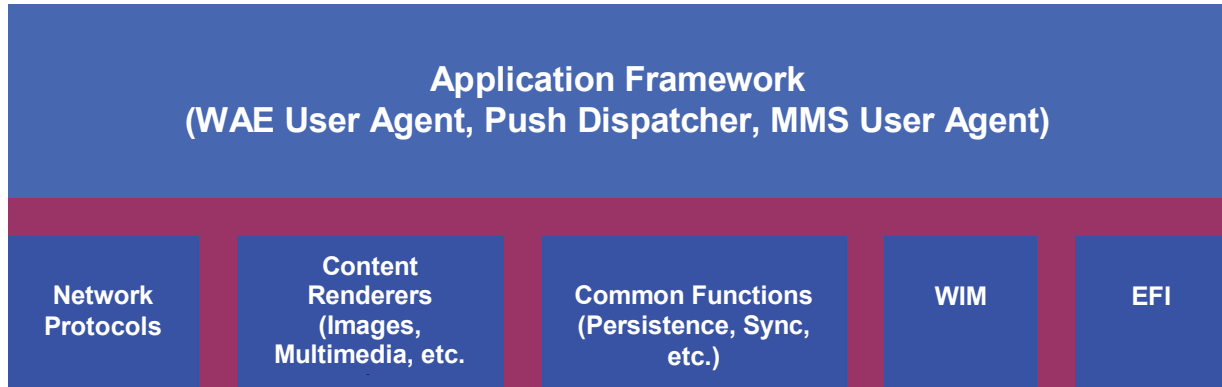 Application Framework
(WAE User Agent, Push Dispatcher, MMS User Agent)
Network
Protocols
Content
Renderers
(Images,
Multimedia, etc.
Common Functions
(Persistence, Sync,
etc.)
WIM
EFI